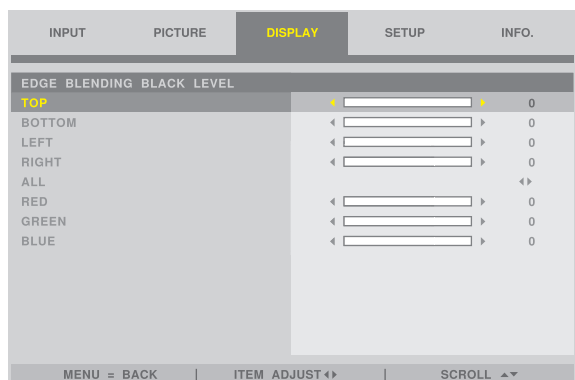 INPUT PICTURE DISPLAY SETUP INFO.
EDGE BLENDING BLACK LEVEL
TOP 0
BOTTOM 0
LEFT 0
RIGHT 0
ALL
RED 0
GREEN 0
BLUE 0
MENU = BACK | ITEM ADJUST | SCROLL